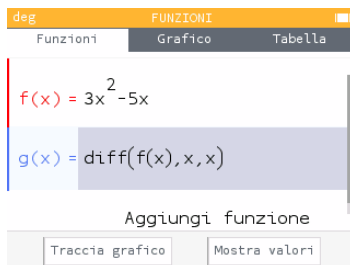 deg FUNZIONI
Funzioni Grafico Tabella
f(x) = 3x²-5x
g(x) = diff(f(x),x,x)
Aggiungi funzione
Traccia grafico Mostra valori